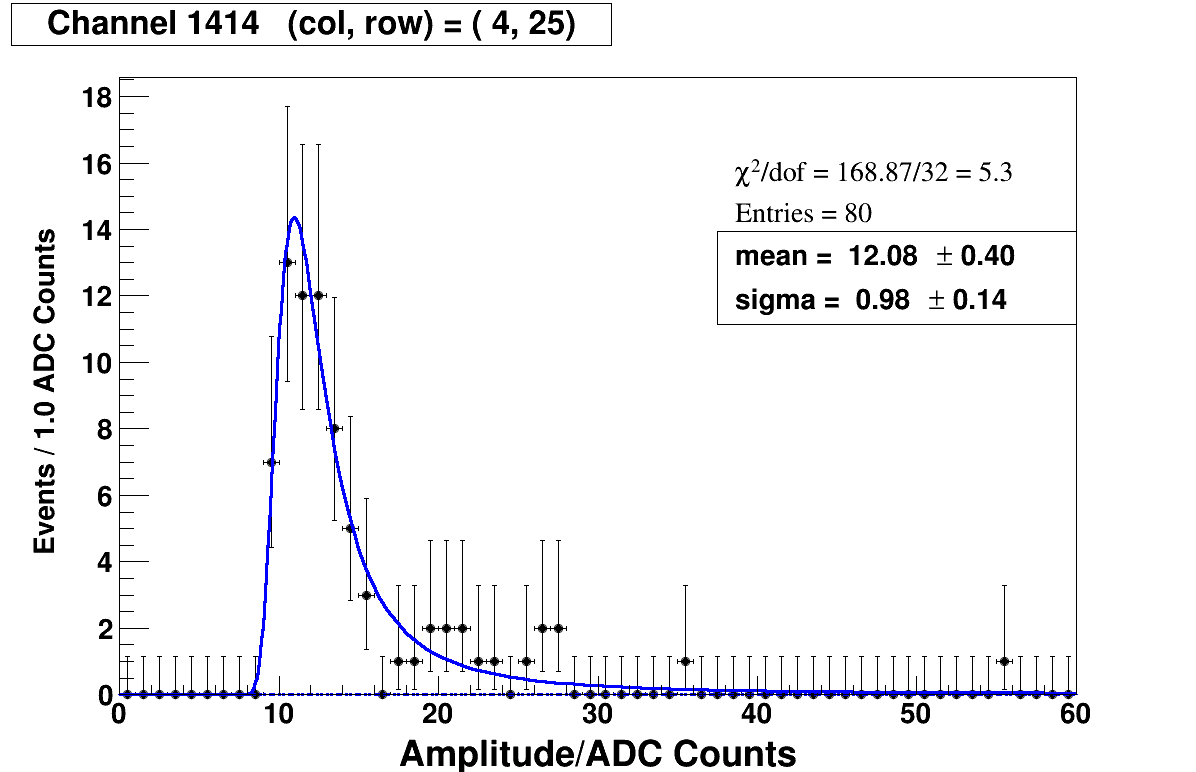 Channel 1414 (col, row) = ( 4, 25)
χ²/dof = 168.87/32 = 5.3
Entries = 80
mean = 12.08 ± 0.40
sigma = 0.98 ± 0.14
Events / 1.0 ADC Counts
18
16
14
12
10
8
6
4
2
0
0 10 20 30 40 50 60
Amplitude/ADC Counts